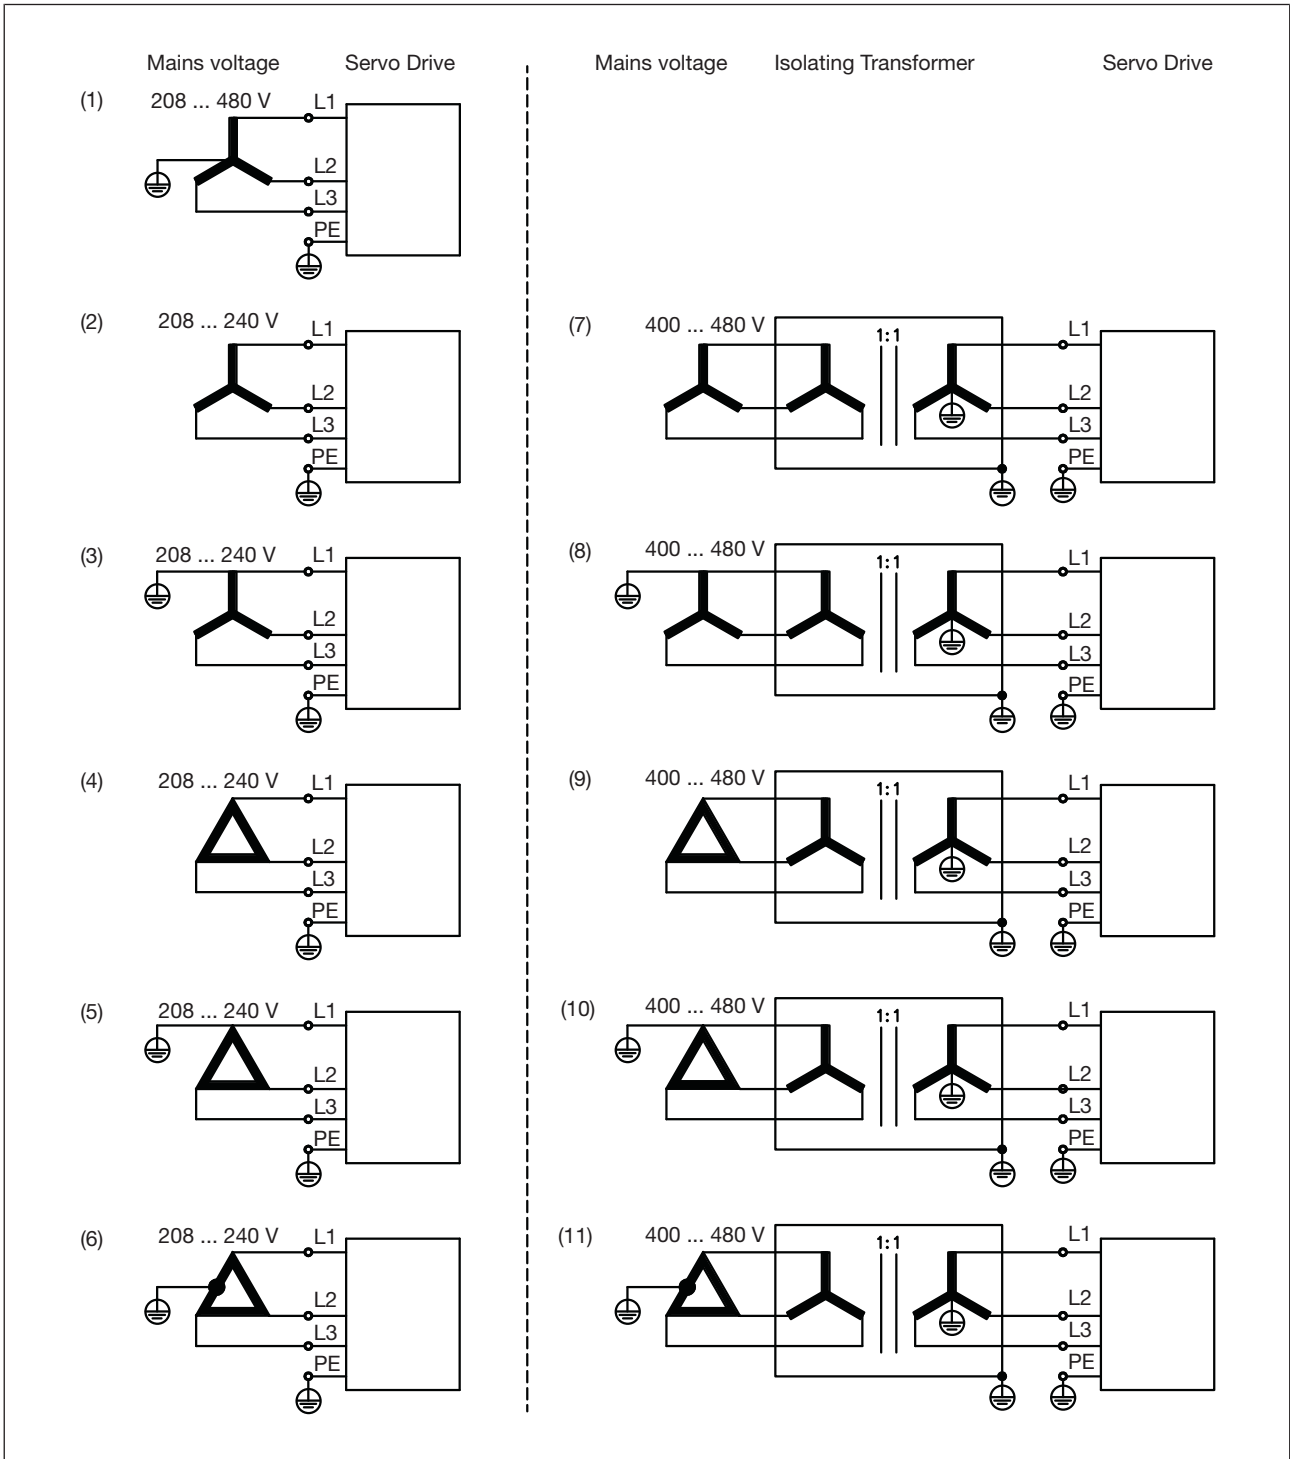 Mains voltage Servo Drive
(1) 208 ... 480 V L1
L2
L3
PE
(2) 208 ... 240 V L1
L2
L3
PE
(3) 208 ... 240 V L1
L2
L3
PE
(4) 208 ... 240 V L1
L2
L3
PE
(5) 208 ... 240 V L1
L2
L3
PE
(6) 208 ... 240 V L1
L2
L3
PE
Mains voltage Isolating Transformer Servo Drive
(7) 400 ... 480 V 1:1 L1
L2
L3
PE
(8) 400 ... 480 V 1:1 L1
L2
L3
PE
(9) 400 ... 480 V 1:1 L1
L2
L3
PE
(10) 400 ... 480 V 1:1 L1
L2
L3
PE
(11) 400 ... 480 V 1:1 L1
L2
L3
PE